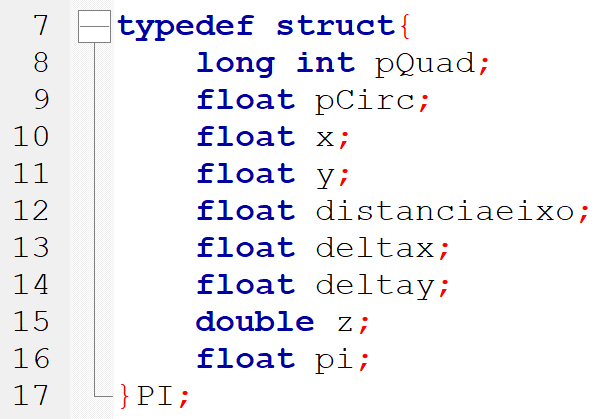 7 typedef struct{
8 long int pQuad;
9 float pCirc;
10 float x;
11 float y;
12 float distanciaeixo;
13 float deltax;
14 float deltay;
15 double z;
16 float pi;
17 }PI;